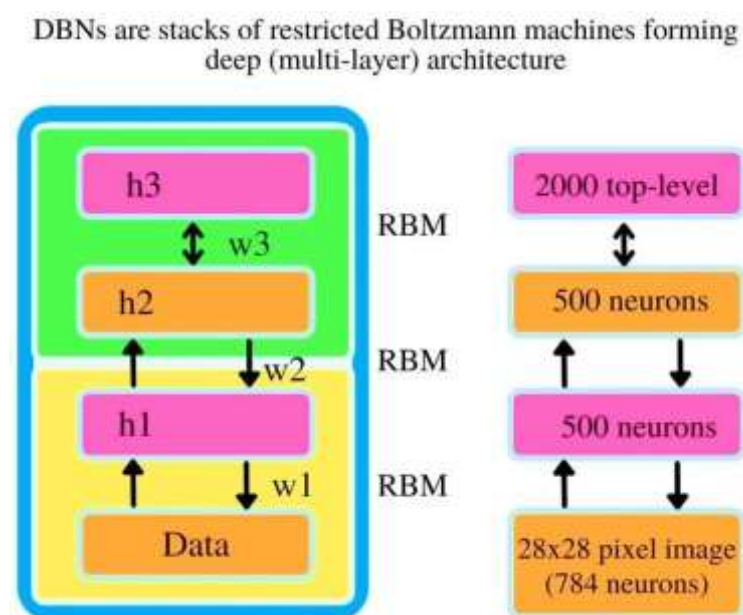 DBNs are stacks of restricted Boltzmann machines forming
deep (multi-layer) architecture
h3
w3
h2
w2
h1
w1
Data
RBM
RBM
RBM
2000 top-level
500 neurons
500 neurons
28x28 pixel image
(784 neurons)